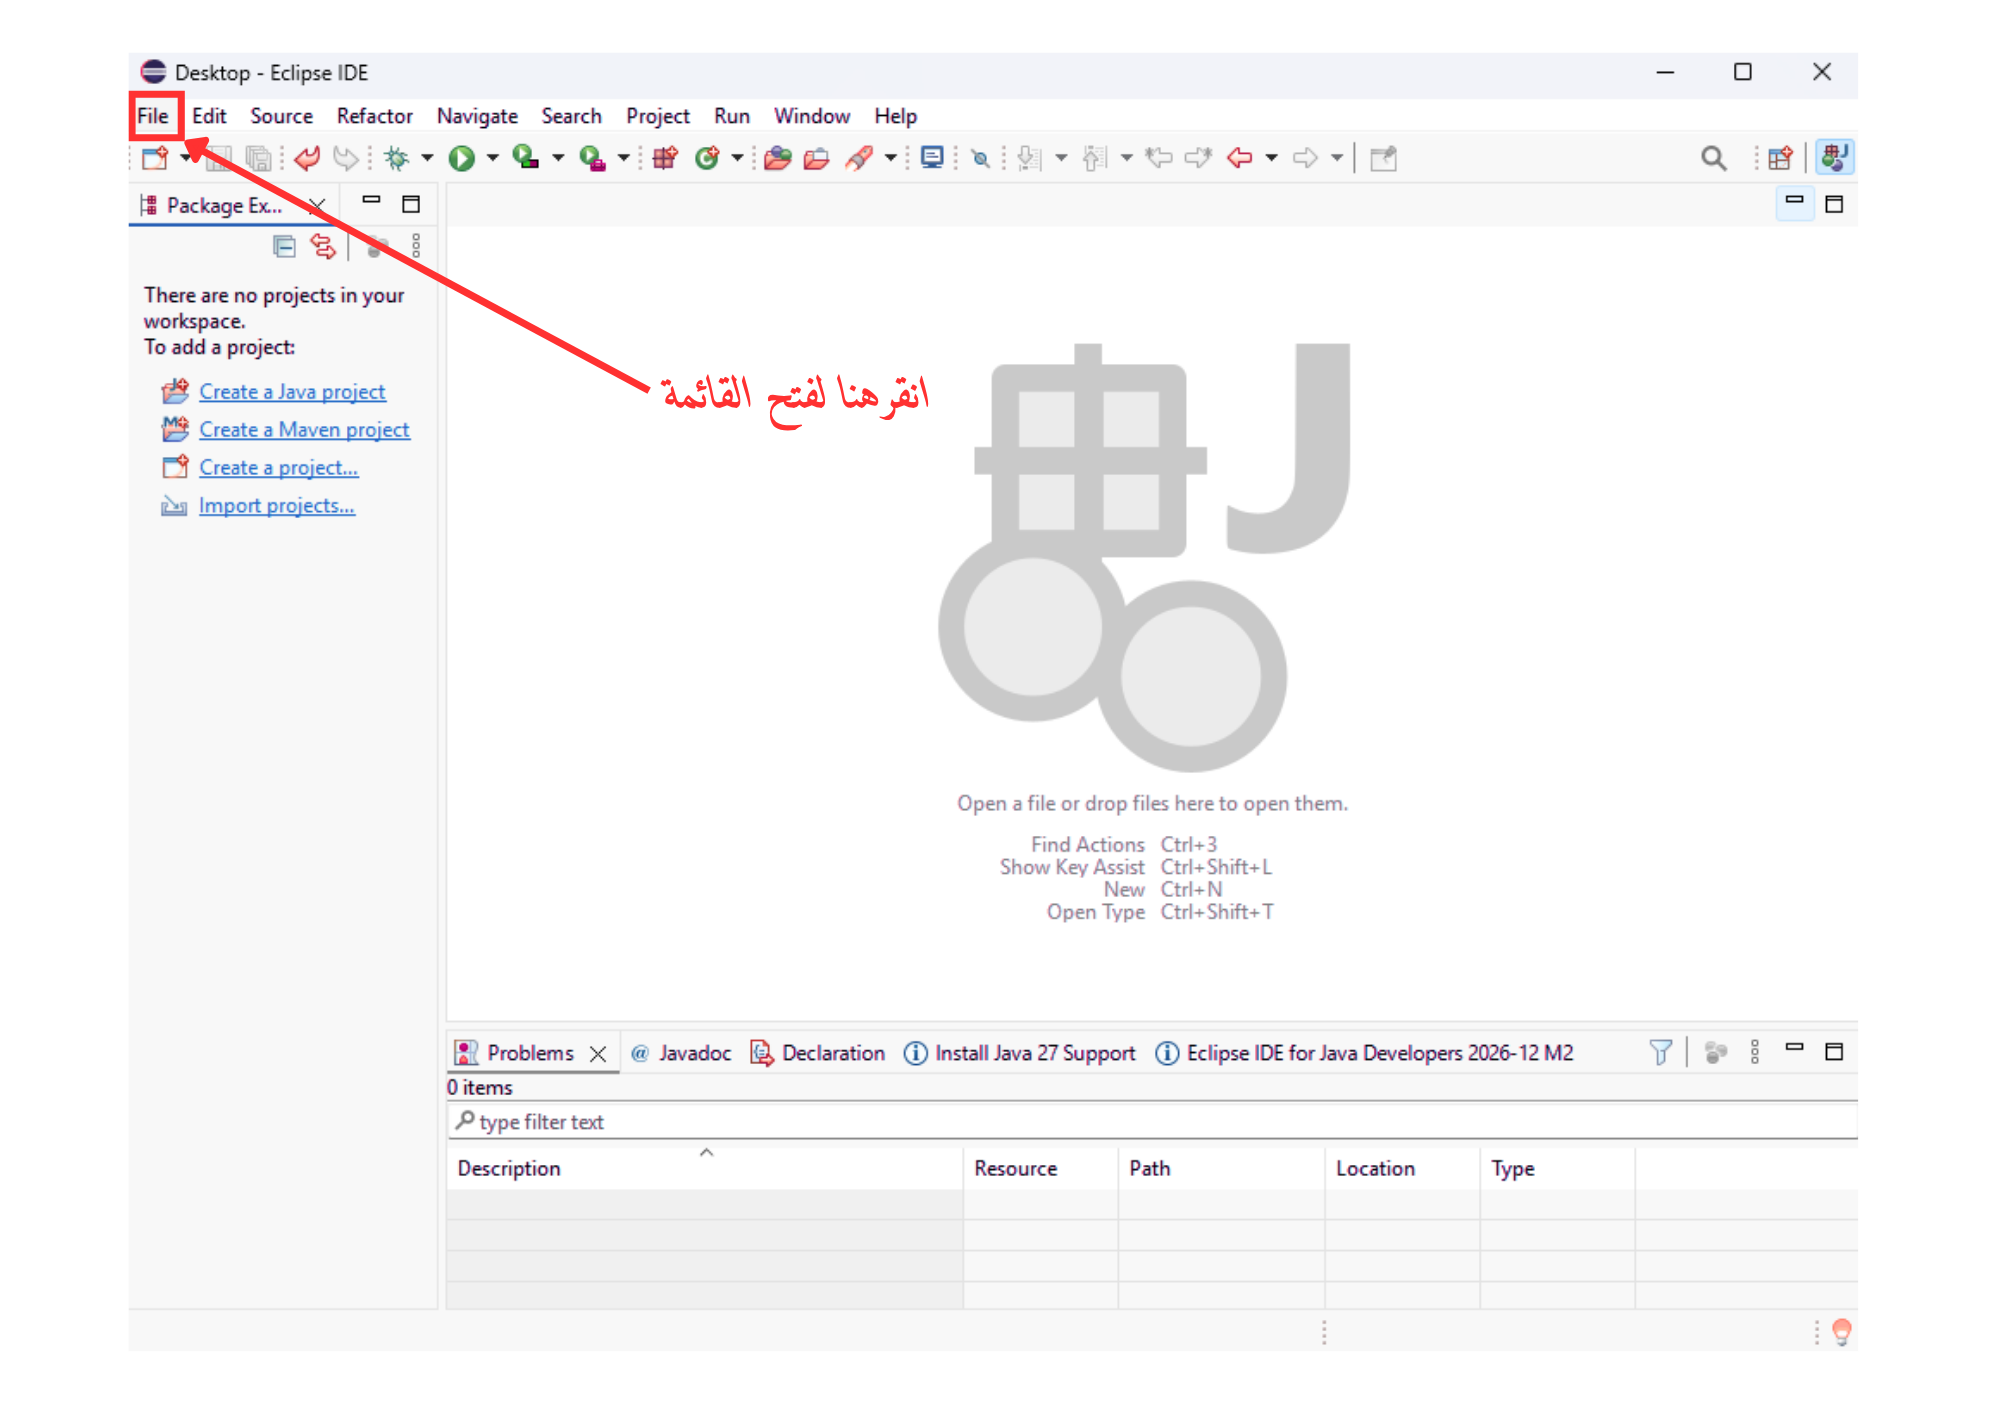 Desktop - Eclipse IDE
File Edit Source Refactor Navigate Search Project Run Window Help
Package Ex...
There are no projects in your
workspace.
To add a project:
Create a Java project
Create a Maven project
Create a project...
Import projects...
انقر هنا لفتح القائمة
Open a file or drop files here to open them.
Find Actions Ctrl+3
Show Key Assist Ctrl+Shift+L
New Ctrl+N
Open Type Ctrl+Shift+T
Problems @ Javadoc Declaration Install Java 27 Support Eclipse IDE for Java Developers 2026-12 M2
0 items
type filter text
Description Resource Path Location Type